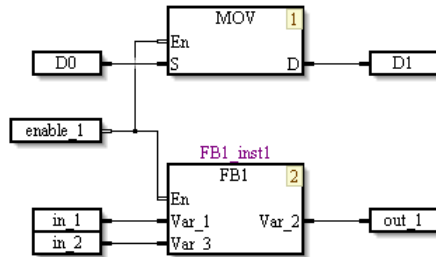 MOV 1
En
D0 S D D1
enable_1
FB1_inst1
FB1 2
En
in_1 Var_1 Var_2 out_1
in_2 Var_3